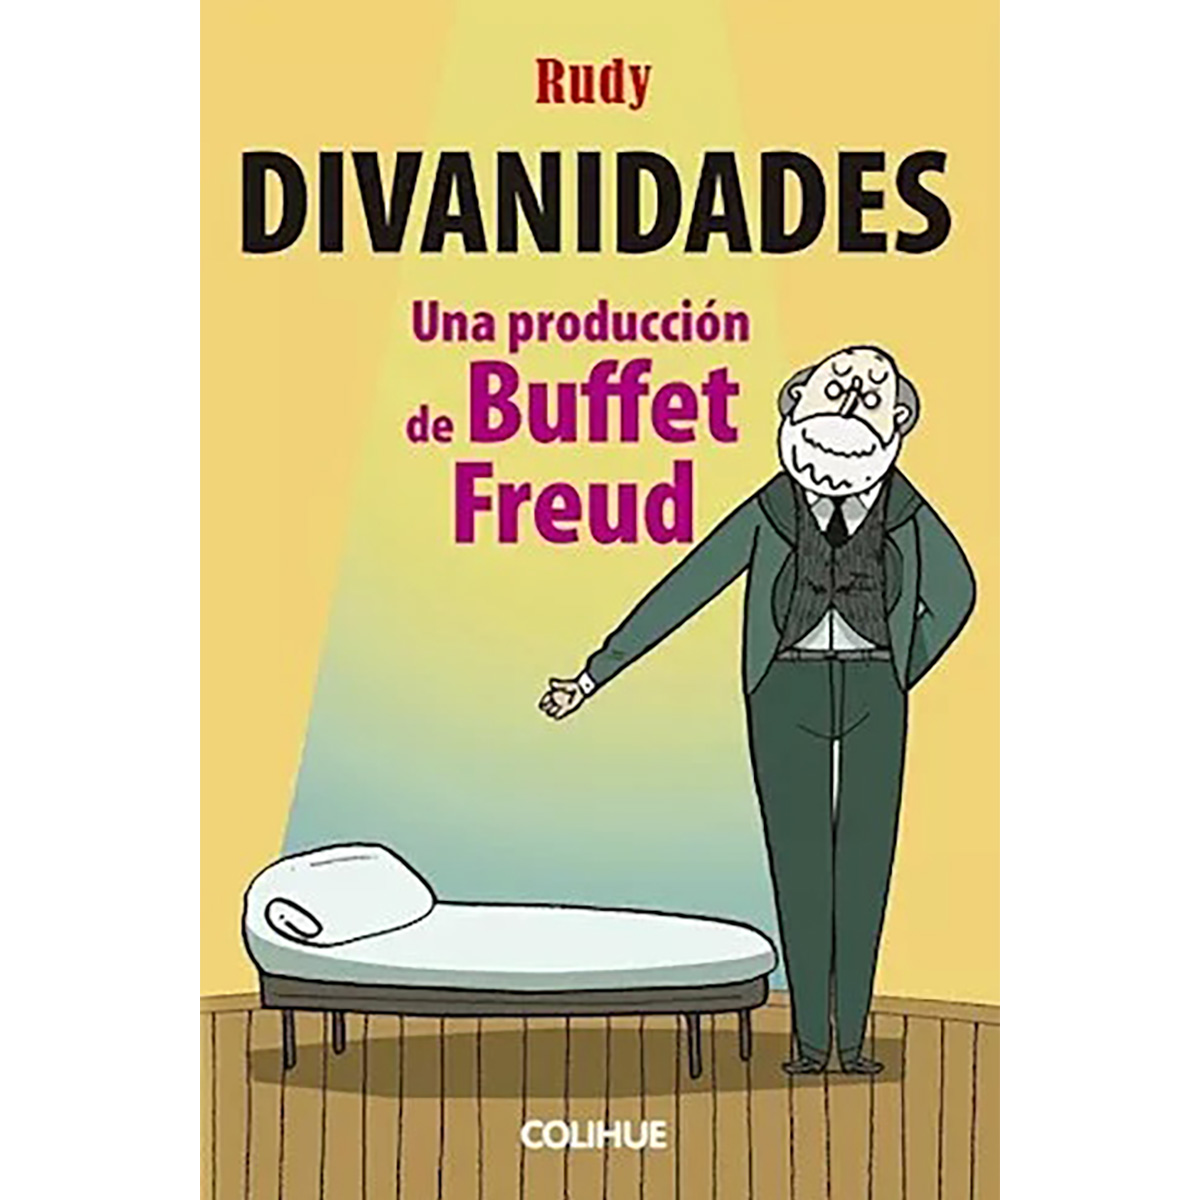 Rudy
DIVANIDADES
Una producción
de Buffet
Freud
COLIHUE